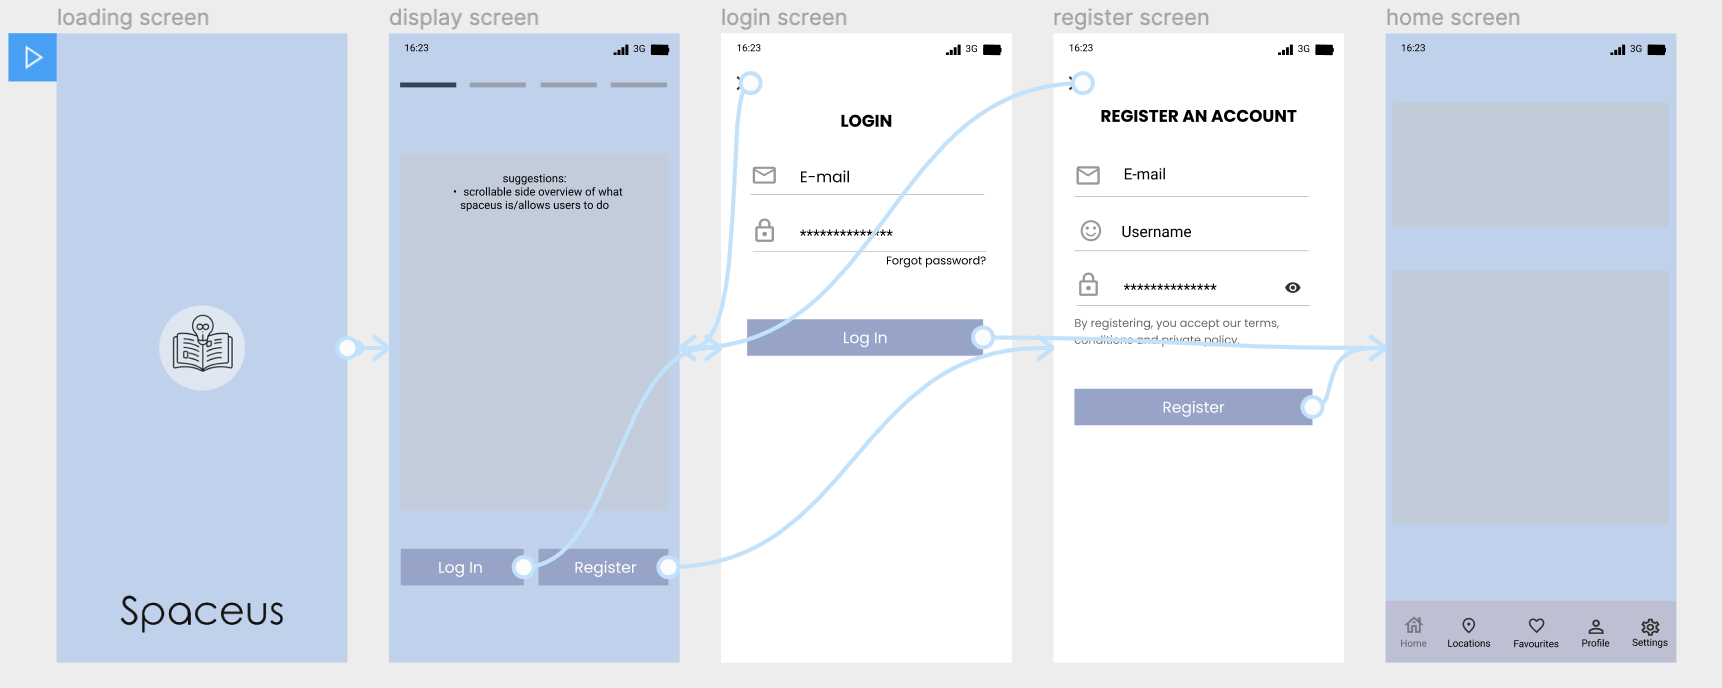 loading screen
Spaceus
display screen
16:23
3G
suggestions:
• scrollable side overview of what
spaceus is/allows users to do
Log In
Register
login screen
16:23
3G
LOGIN
E-mail
**************
Forgot password?
Log In
register screen
16:23
3G
REGISTER AN ACCOUNT
E-mail
Username
**************
By registering, you accept our terms,
conditions and private policy.
Register
home screen
16:23
3G
Home
Locations
Favourites
Profile
Settings